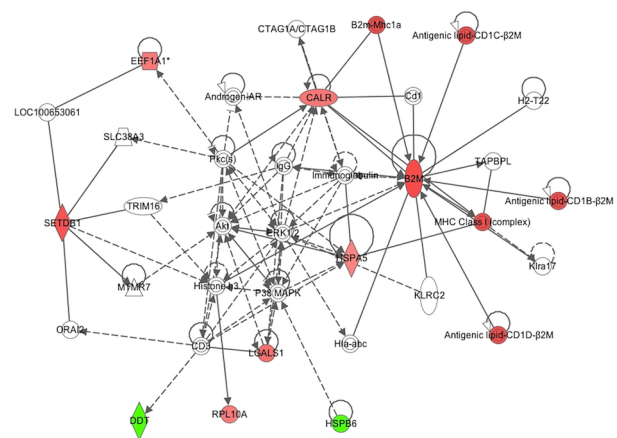 CTAG1A/CTAG1B
B2m-Mhc1a
Antigenic lipid-CD1C-β2M
EEF1A1*
Androgen/AR
CALR
Cd1
H2-T22
LOC100653061
SLC38A3
Pkc(s)
IgG
Immunoglobulin
TAPBPL
B2M
TRIM16
Antigenic lipid-CD1B-β2M
SETDB1
Akt
ERK1/2
MHC Class I (complex)
HSPA5
Klra17
MTMR7
Histone h3
P38 MAPK
KLRC2
ORAI2
CD3
LGALS1
Hla-abc
Antigenic lipid-CD1D-β2M
DDT
RPL10A
HSPB6